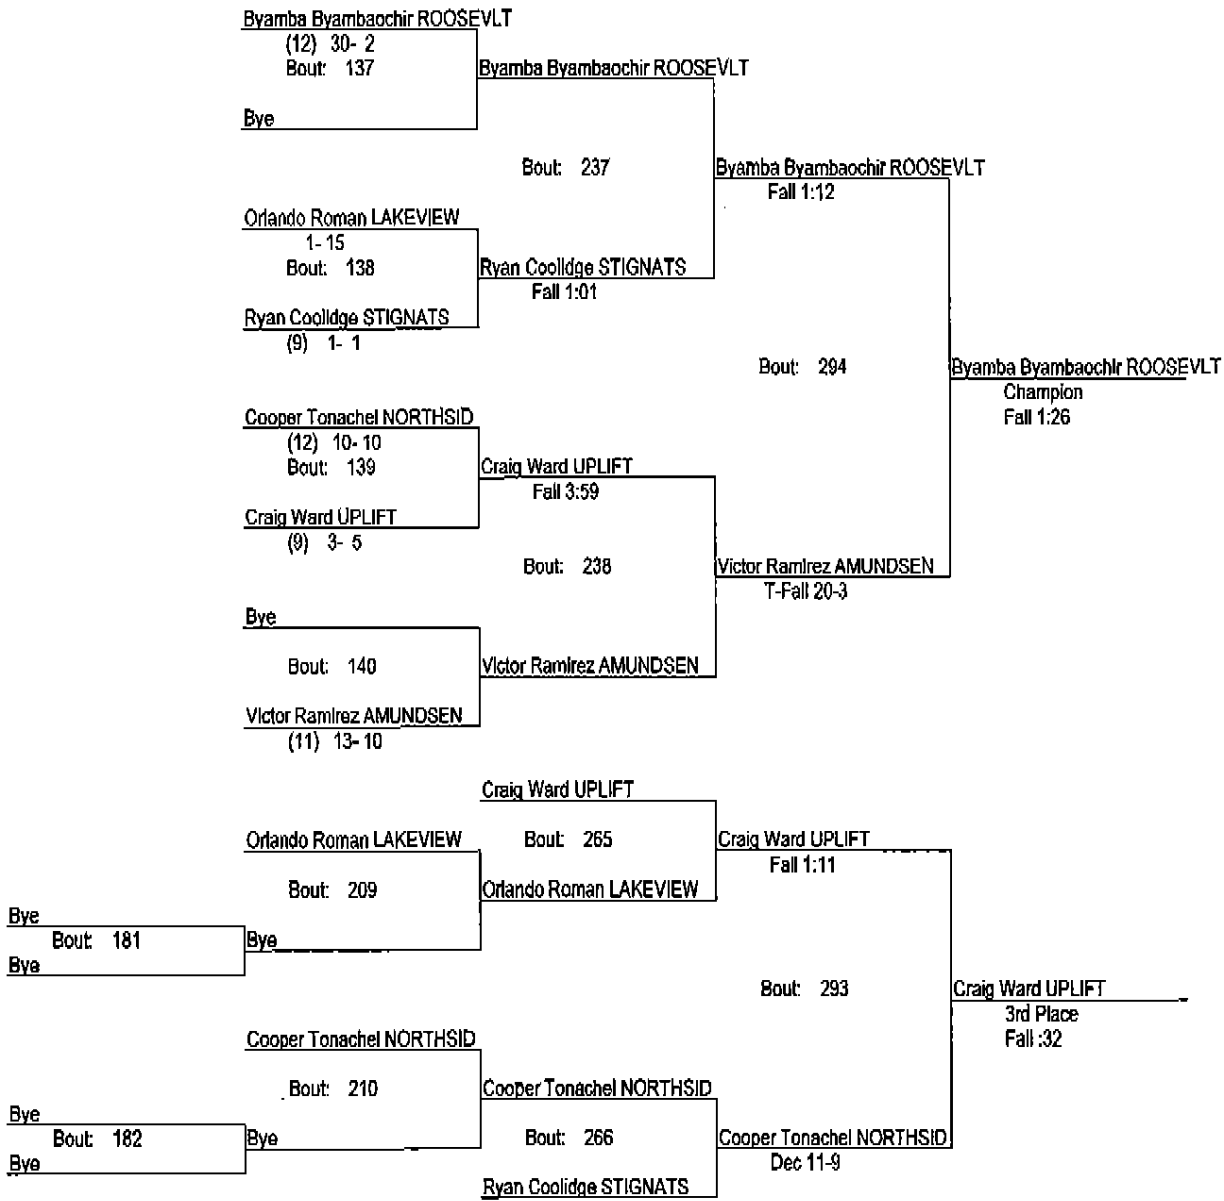 Byamba Byambaochir ROOSEVLT
(12) 30- 2
Bout: 137
Byamba Byambaochir ROOSEVLT
Bye
Bout: 237
Byamba Byambaochir ROOSEVLT
Fall 1:12
Orlando Roman LAKEVIEW
1- 15
Bout: 138
Ryan Coolidge STIGNATS
Fall 1:01
Ryan Coolidge STIGNATS
(9) 1- 1
Bout: 294
Byamba Byambaochir ROOSEVLT
Champion
Fall 1:26
Cooper Tonachel NORTHSID
(12) 10- 10
Bout: 139
Craig Ward UPLIFT
Fall 3:59
Craig Ward UPLIFT
(9) 3- 5
Bout: 238
Victor Ramirez AMUNDSEN
T-Fall 20-3
Bye
Bout: 140
Victor Ramirez AMUNDSEN
Victor Ramirez AMUNDSEN
(11) 13- 10
Craig Ward UPLIFT
Bout: 265
Craig Ward UPLIFT
Fall 1:11
Orlando Roman LAKEVIEW
Bout: 209
Orlando Roman LAKEVIEW
Bye
Bout: 181
Bye
Bye
Bout: 293
Craig Ward UPLIFT
3rd Place
Fall :32
Cooper Tonachel NORTHSID
Bout: 210
Cooper Tonachel NORTHSID
Bye
Bout: 182
Bye
Bye
Bout: 266
Cooper Tonachel NORTHSID
Dec 11-9
Ryan Coolidge STIGNATS